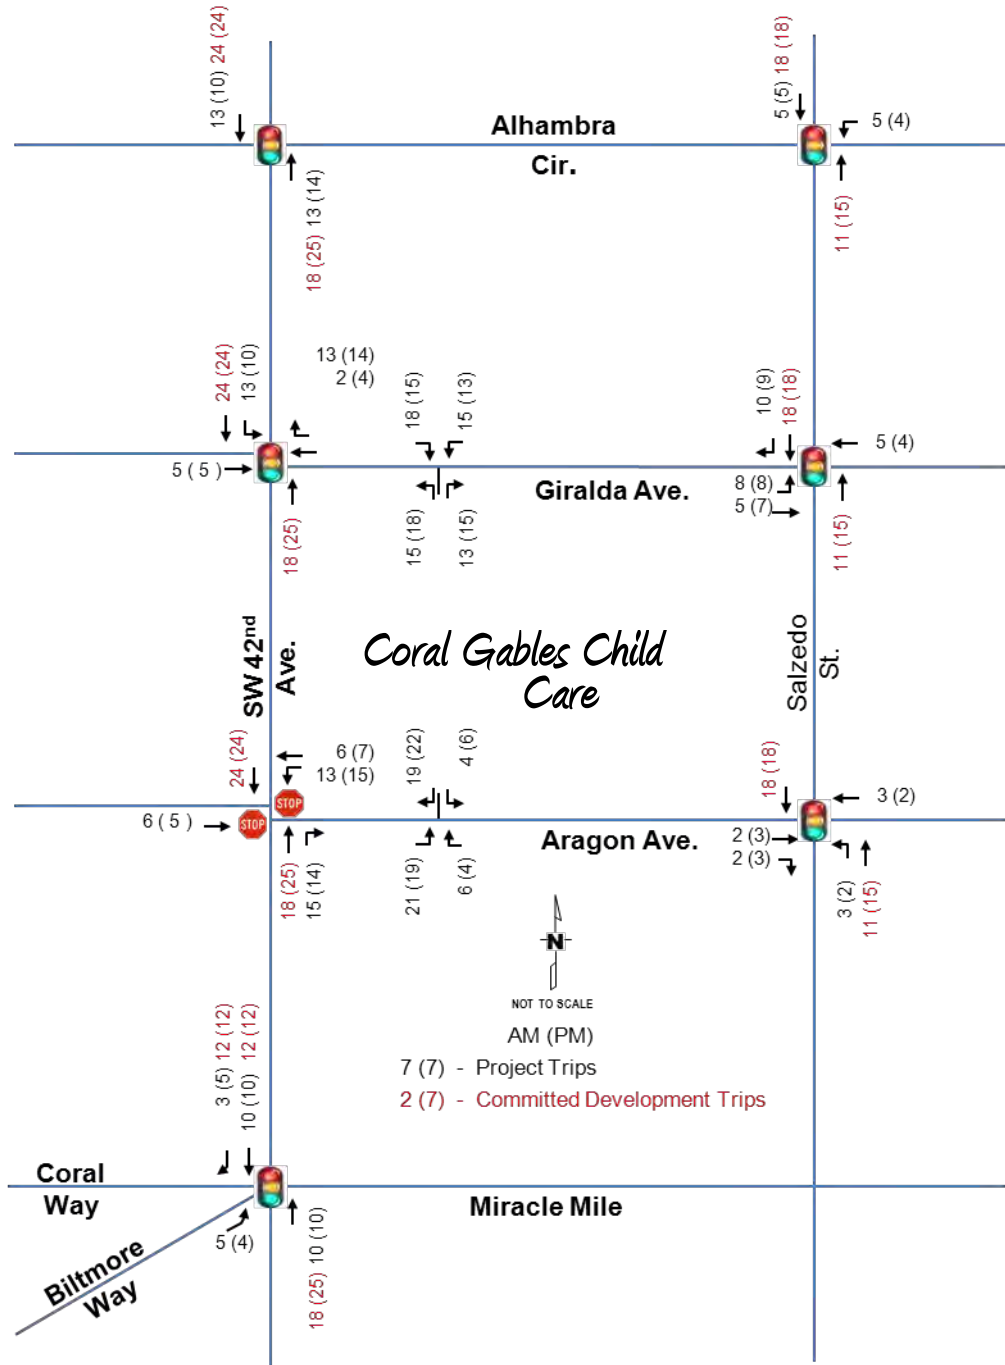 13 (10) 24 (24)
5 (5) 18 (18)
Alhambra
Cir.
5 (4)
18 (25) 13 (14)
11 (15)
24 (24)
13 (10)
13 (14)
2 (4)
18 (15)
15 (13)
10 (9)
18 (18)
5 (4)
5 ( 5 )
Giralda Ave.
8 (8)
5 (7)
18 (25)
15 (18)
13 (15)
11 (15)
SW 42nd
Ave.
Coral Gables Child
Care
Salzedo
St.
24 (24)
6 (7)
13 (15)
19 (22)
4 (6)
18 (18)
3 (2)
STOP
6 ( 5 )
STOP
Aragon Ave.
2 (3)
2 (3)
18 (25)
15 (14)
21 (19)
6 (4)
3 (2)
11 (15)
N
NOT TO SCALE
AM (PM)
7 (7) - Project Trips
2 (7) - Committed Development Trips
3 (5) 12 (12)
10 (10) 12 (12)
Coral
Way
Miracle Mile
5 (4)
18 (25) 10 (10)
Biltmore
Way